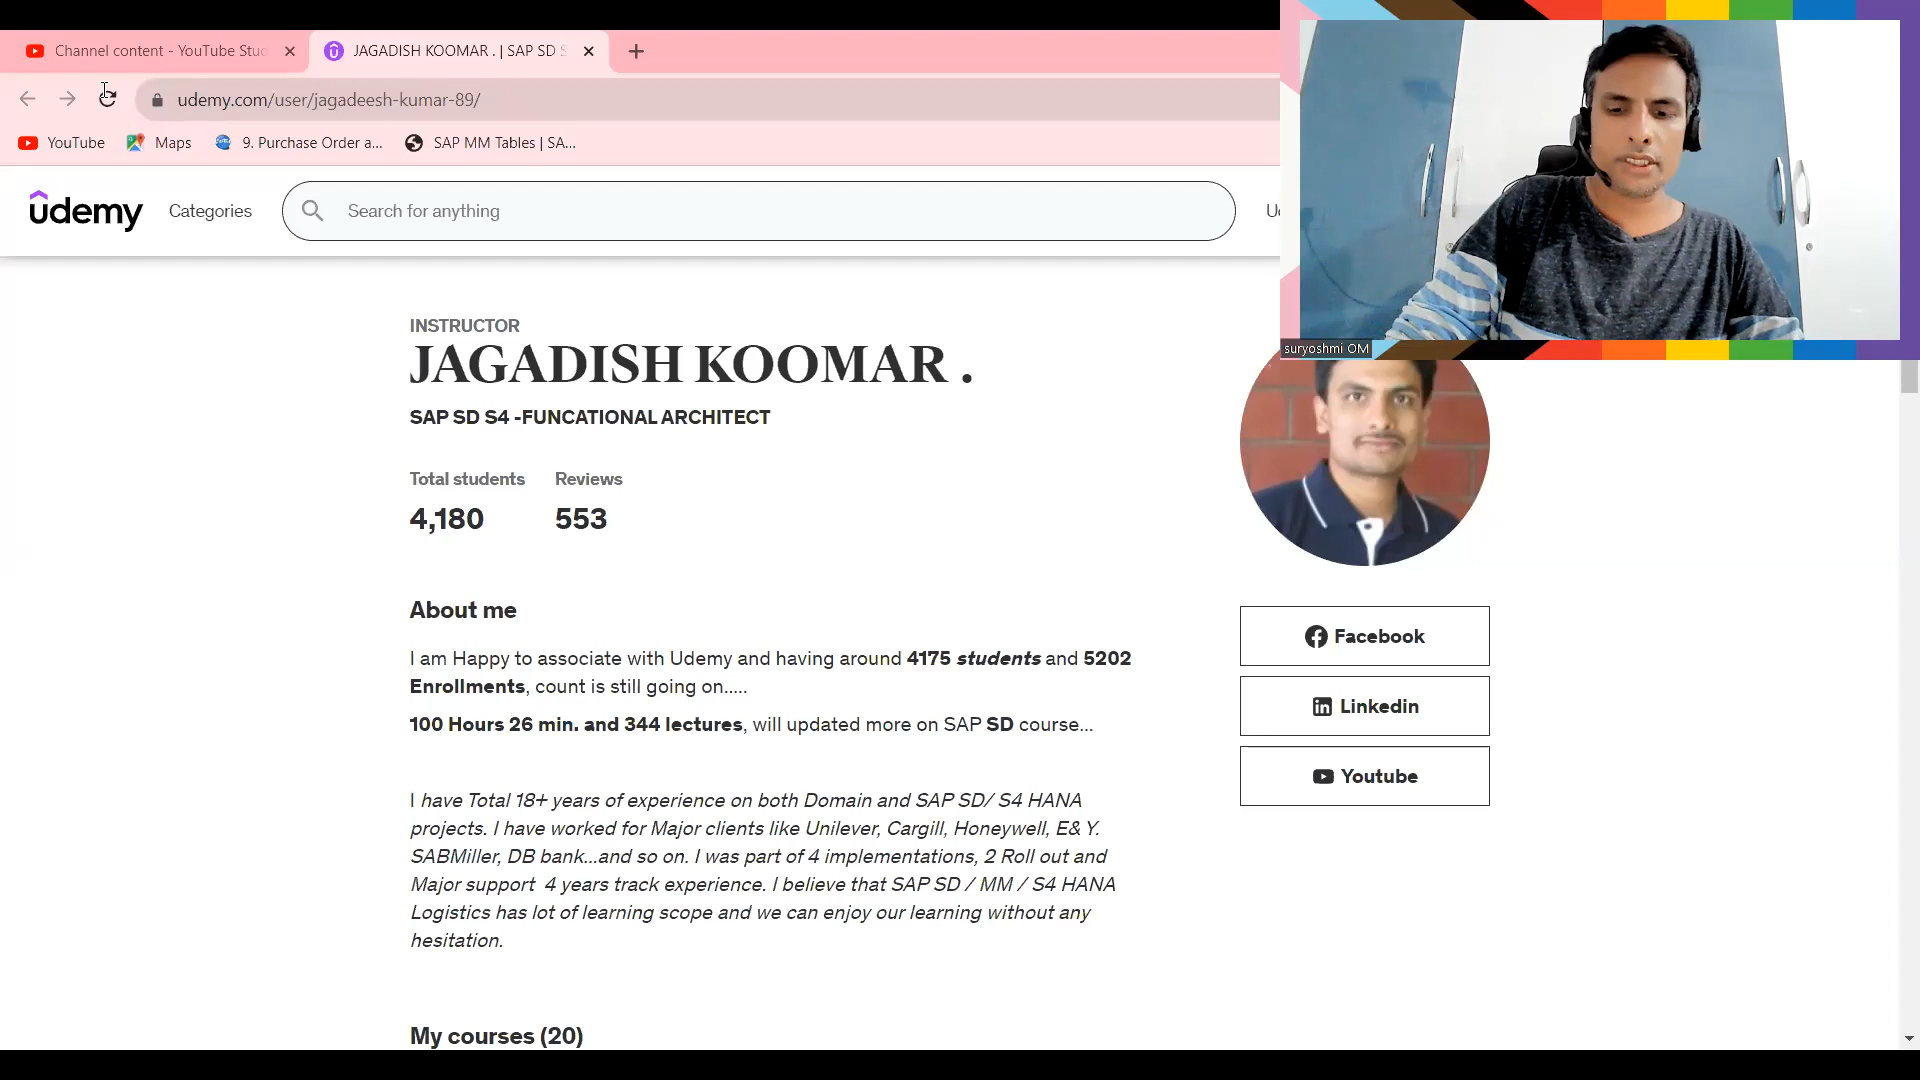 Channel content - YouTube Stu
JAGADISH KOOMAR . | SAP SD S
udemy.com/user/jagadeesh-kumar-89/
YouTube
Maps
9. Purchase Order a...
SAP MM Tables | SA...
udemy
Categories
Search for anything
suryoshmi OM
INSTRUCTOR
JAGADISH KOOMAR .
SAP SD S4 -FUNCATIONAL ARCHITECT
Total students Reviews
4,180 553
About me
I am Happy to associate with Udemy and having around 4175 students and 5202
Enrollments, count is still going on.....
100 Hours 26 min. and 344 lectures, will updated more on SAP SD course...
I have Total 18+ years of experience on both Domain and SAP SD/ S4 HANA
projects. I have worked for Major clients like Unilever, Cargill, Honeywell, E& Y.
SABMiller, DB bank...and so on. I was part of 4 implementations, 2 Roll out and
Major support 4 years track experience. I believe that SAP SD / MM / S4 HANA
Logistics has lot of learning scope and we can enjoy our learning without any
hesitation.
Facebook
Linkedin
Youtube
My courses (20)